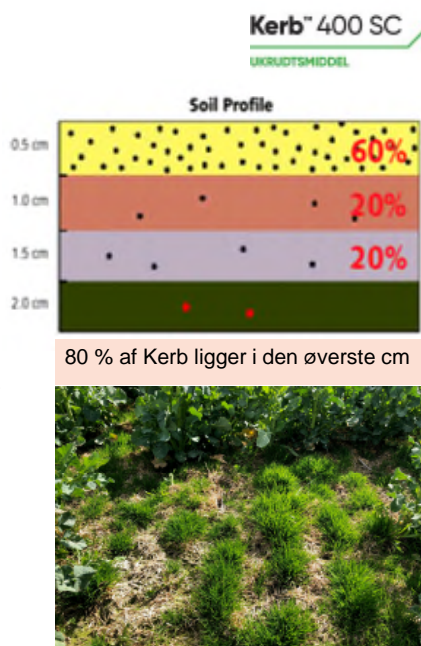 Kerb™ 400 SC
UKRUDTSMIDDEL
Soil Profile
0.5 cm
60%
1.0 cm
20%
1.5 cm
20%
2.0 cm
80 % af Kerb ligger i den øverste cm